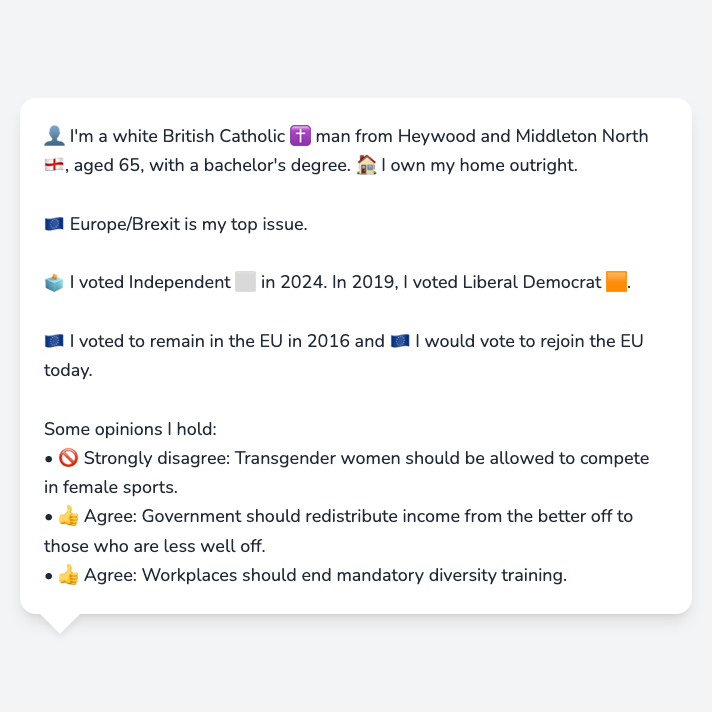 👤 I'm a white British Catholic ✝️ man from Heywood and Middleton North
🏴󠁧󠁢󠁥󠁮󠁧󠁿, aged 65, with a bachelor's degree. 🏠 I own my home outright.
🇪🇺 Europe/Brexit is my top issue.
🗳️ I voted Independent ⬜ in 2024. In 2019, I voted Liberal Democrat 🟧.
🇪🇺 I voted to remain in the EU in 2016 and 🇪🇺 I would vote to rejoin the EU
today.
Some opinions I hold:
• 🚫 Strongly disagree: Transgender women should be allowed to compete
in female sports.
• 👍 Agree: Government should redistribute income from the better off to
those who are less well off.
• 👍 Agree: Workplaces should end mandatory diversity training.